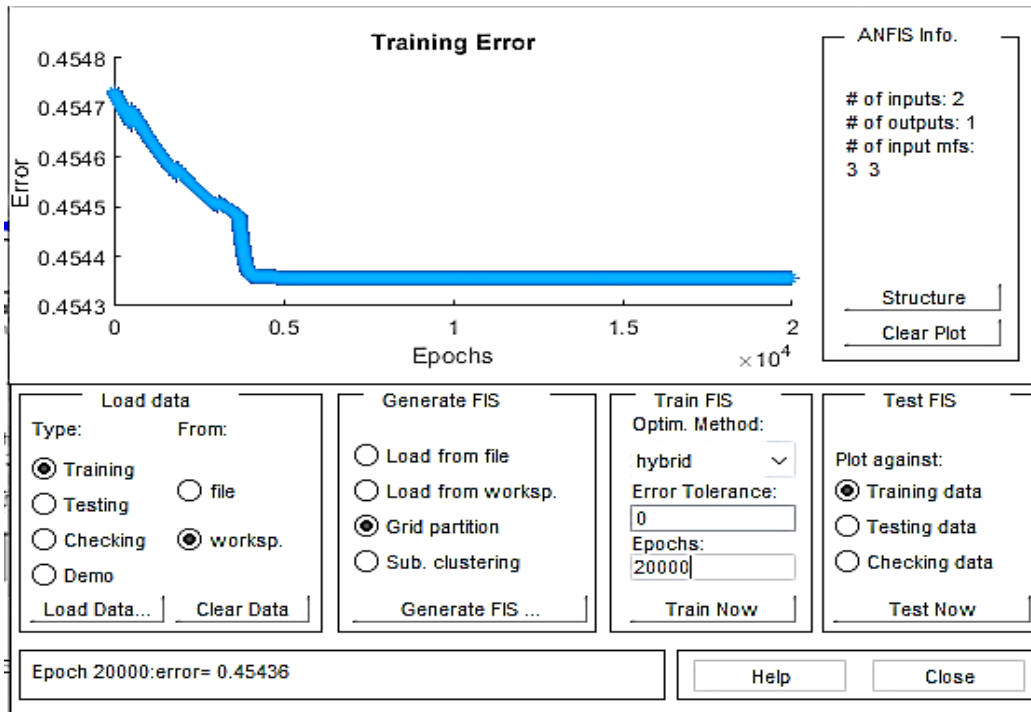 Training Error
0.4548
0.4547
0.4546
0.4545
0.4544
0.4543
Error
0 0.5 1 1.5 2
Epochs
×10⁴
ANFIS Info.
# of inputs: 2
# of outputs: 1
# of input mfs:
3 3
Structure
Clear Plot
Load data
Type: From:
Training
Testing
Checking
Demo
file
worksp.
Load Data... Clear Data
Generate FIS
Load from file
Load from worksp.
Grid partition
Sub. clustering
Generate FIS ...
Train FIS
Optim. Method:
hybrid
Error Tolerance:
0
Epochs:
20000
Train Now
Test FIS
Plot against:
Training data
Testing data
Checking data
Test Now
Epoch 20000:error= 0.45436
Help Close